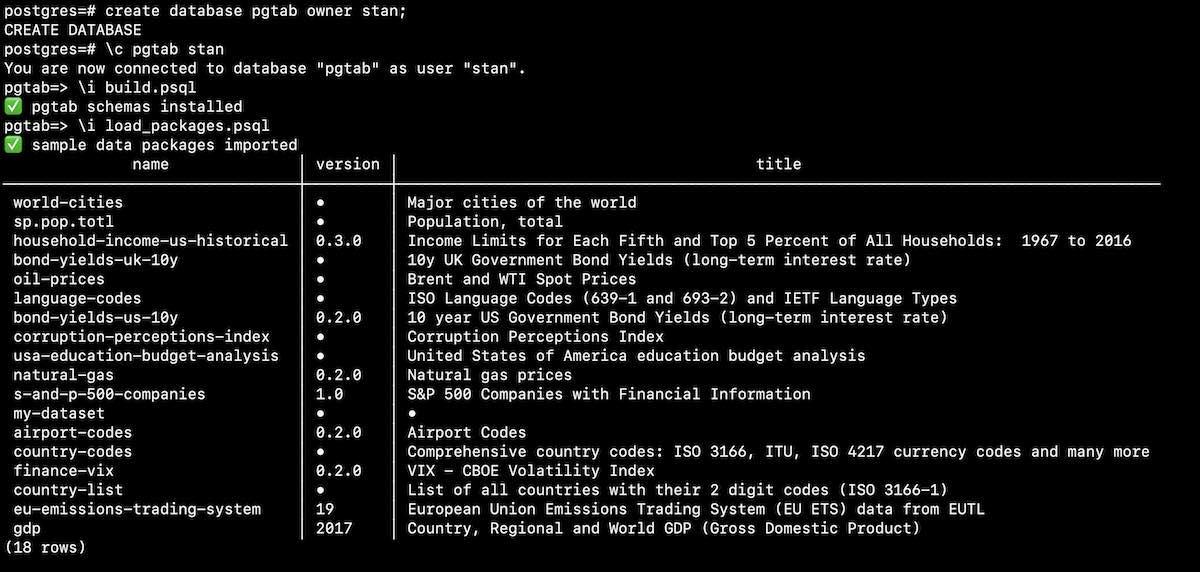 postgres=# create database pgtab owner stan;
CREATE DATABASE
postgres=# \c pgtab stan
You are now connected to database "pgtab" as user "stan".
pgtab=> \i build.psql
✅ pgtab schemas installed
pgtab=> \i load_packages.psql
✅ sample data packages imported
name │ version │ title
world-cities │ • │ Major cities of the world
sp.pop.totl │ • │ Population, total
household-income-us-historical │ 0.3.0 │ Income Limits for Each Fifth and Top 5 Percent of All Households:  1967 to 2016
bond-yields-uk-10y │ • │ 10y UK Government Bond Yields (long-term interest rate)
oil-prices │ • │ Brent and WTI Spot Prices
language-codes │ • │ ISO Language Codes (639-1 and 693-2) and IETF Language Types
bond-yields-us-10y │ 0.2.0 │ 10 year US Government Bond Yields (long-term interest rate)
corruption-perceptions-index │ • │ Corruption Perceptions Index
usa-education-budget-analysis │ • │ United States of America education budget analysis
natural-gas │ 0.2.0 │ Natural gas prices
s-and-p-500-companies │ 1.0 │ S&P 500 Companies with Financial Information
my-dataset │ • │ •
airport-codes │ 0.2.0 │ Airport Codes
country-codes │ • │ Comprehensive country codes: ISO 3166, ITU, ISO 4217 currency codes and many more
finance-vix │ 0.2.0 │ VIX - CBOE Volatility Index
country-list │ • │ List of all countries with their 2 digit codes (ISO 3166-1)
eu-emissions-trading-system │ 19 │ European Union Emissions Trading System (EU ETS) data from EUTL
gdp │ 2017 │ Country, Regional and World GDP (Gross Domestic Product)
(18 rows)